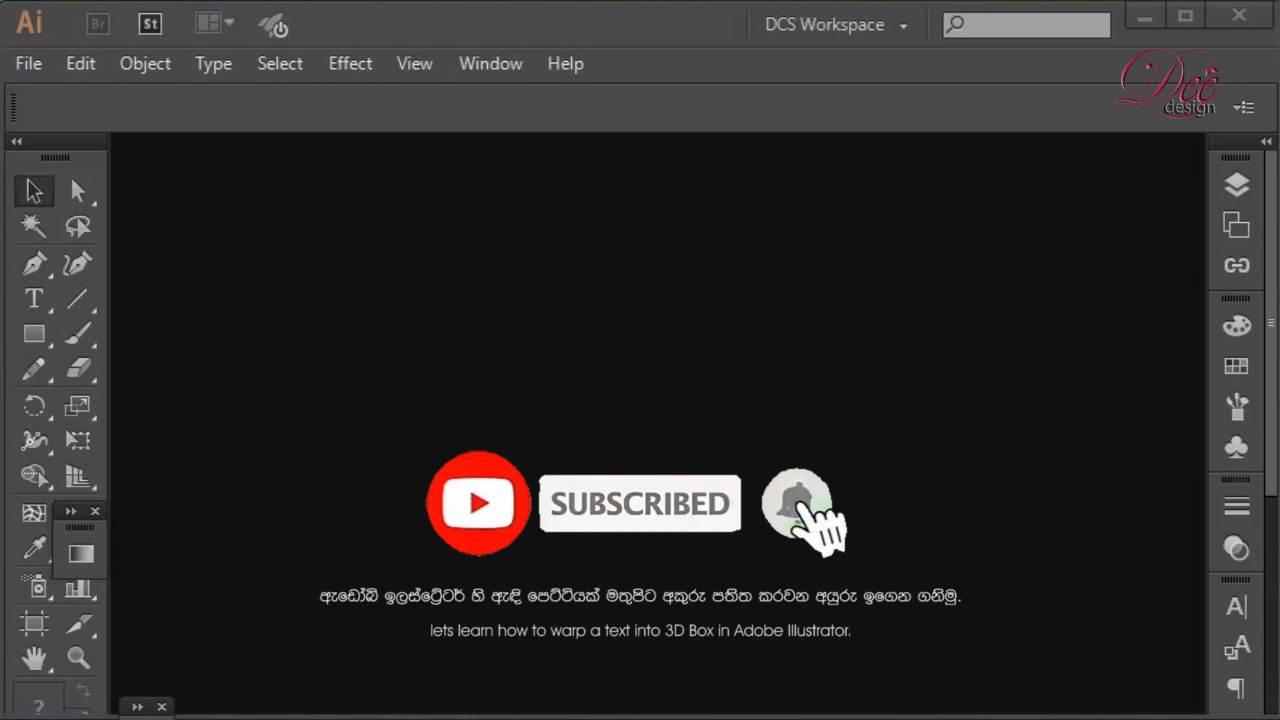 Ai Br St DCS Workspace
File Edit Object Type Select Effect View Window Help
Dee
design
SUBSCRIBED
ඇඩෝබි ඉලස්ට්‍රේටර් හි ඇඳි පෙට්ටියක් මතුපිට අකුරු පතිත කරවන අයුරු ඉගෙන ගනිමු.
lets learn how to warp a text into 3D Box in Adobe Illustrator.